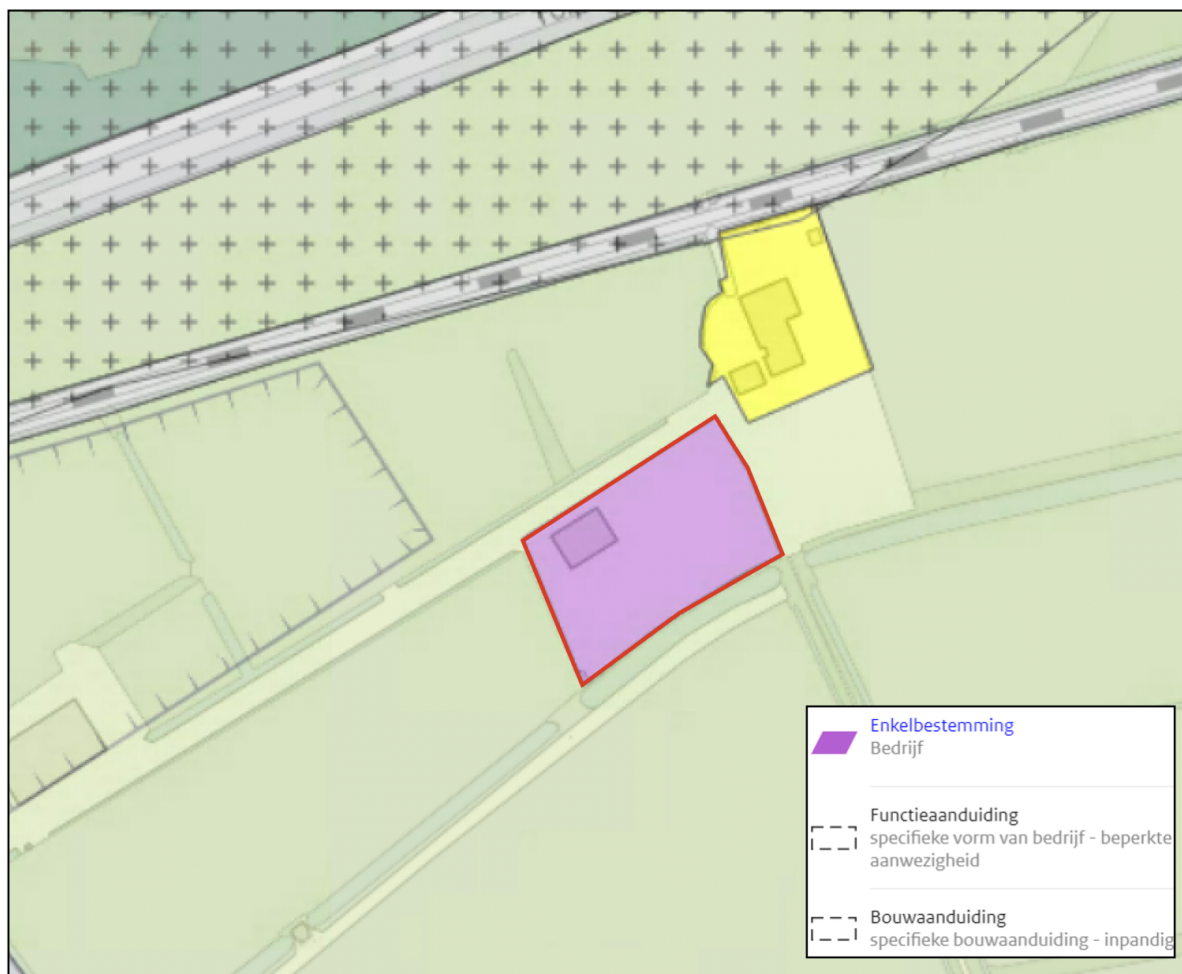 Enkelbestemming
Bedrijf
Functieaanduiding
specifieke vorm van bedrijf - beperkte
aanwezigheid
Bouwaanduiding
specifieke bouwaanduiding - inpandig